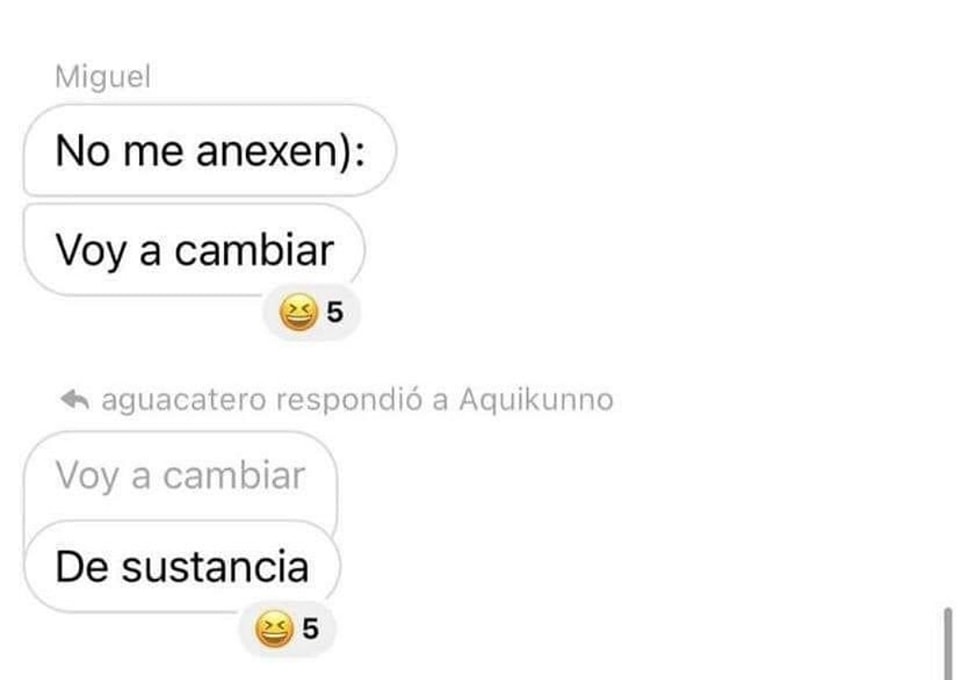 Miguel
No me anexen):
Voy a cambiar
😆 5
aguacatero respondió a Aquikunno
Voy a cambiar
De sustancia
😆 5